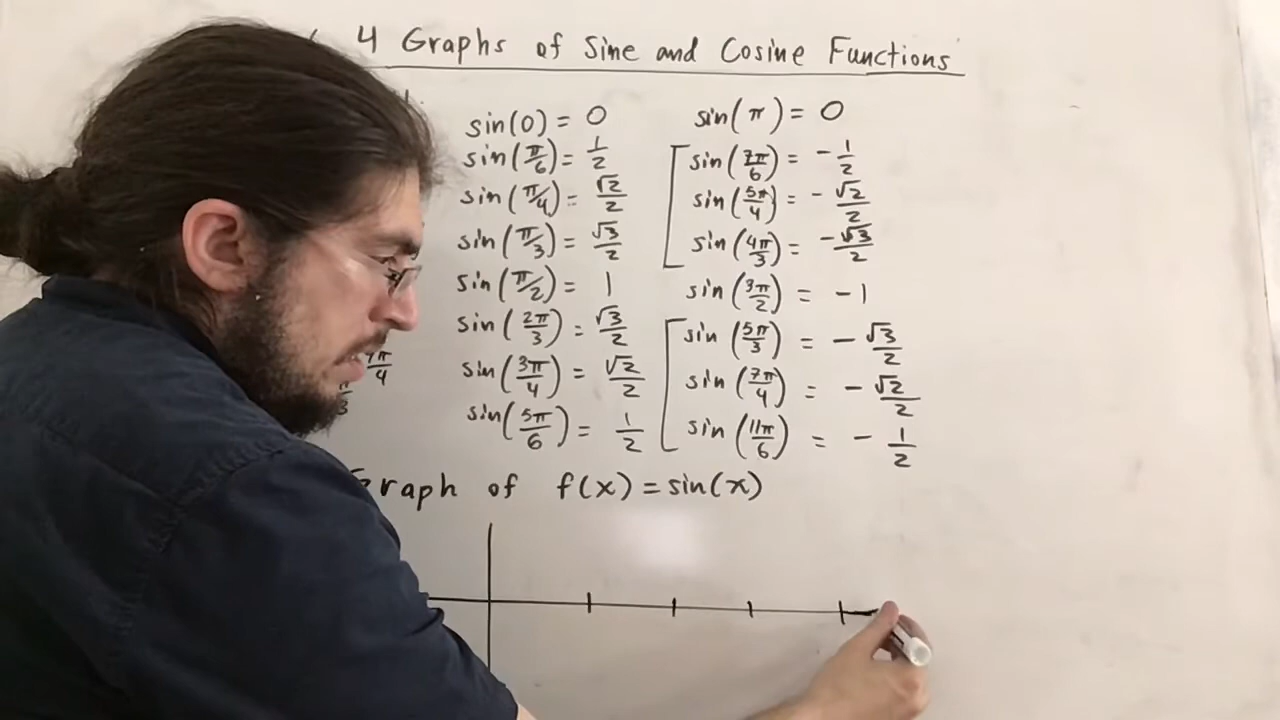 4 Graphs of Sine and Cosine Functions
sin(0) = 0
sin(π/6) = 1/2
sin(π/4) = √2/2
sin(π/3) = √3/2
sin(π/2) = 1
sin(2π/3) = √3/2
sin(3π/4) = √2/2
sin(5π/6) = 1/2
sin(π) = 0
sin(7π/6) = -1/2
sin(5π/4) = -√2/2
sin(4π/3) = -√3/2
sin(3π/2) = -1
sin(5π/3) = -√3/2
sin(7π/4) = -√2/2
sin(11π/6) = -1/2
Graph of f(x) = sin(x)